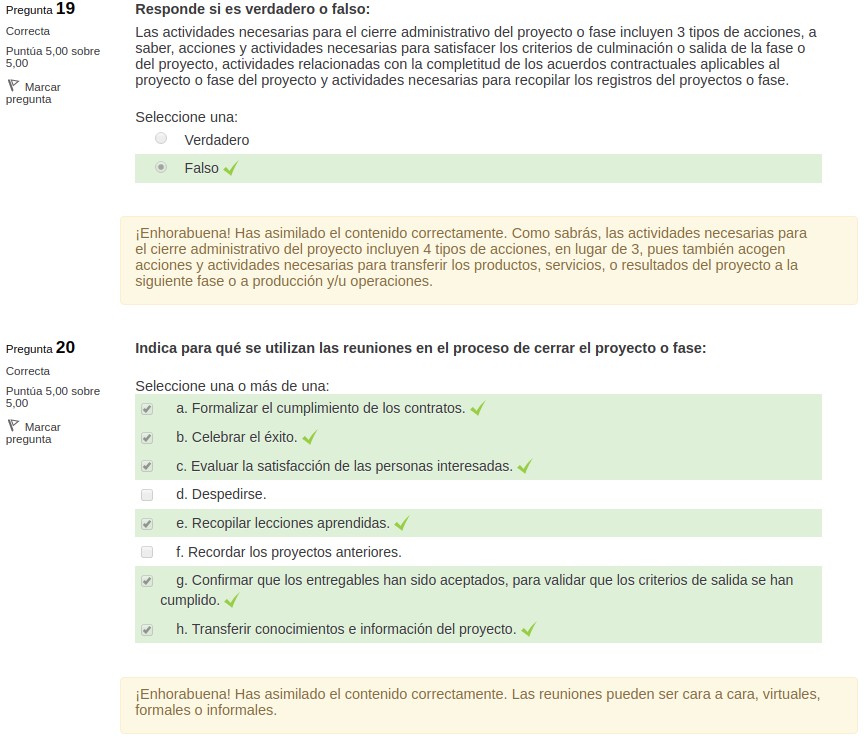 Pregunta 19
Correcta
Puntúa 5,00 sobre
5,00
Marcar
pregunta
Responde si es verdadero o falso:
Las actividades necesarias para el cierre administrativo del proyecto o fase incluyen 3 tipos de acciones, a
saber, acciones y actividades necesarias para satisfacer los criterios de culminación o salida de la fase o
del proyecto, actividades relacionadas con la completitud de los acuerdos contractuales aplicables al
proyecto o fase del proyecto y actividades necesarias para recopilar los registros del proyectos o fase.
Seleccione una:
Verdadero
Falso
¡Enhorabuena! Has asimilado el contenido correctamente. Como sabrás, las actividades necesarias para
el cierre administrativo del proyecto incluyen 4 tipos de acciones, en lugar de 3, pues también acogen
acciones y actividades necesarias para transferir los productos, servicios, o resultados del proyecto a la
siguiente fase o a producción y/u operaciones.
Pregunta 20
Correcta
Puntúa 5,00 sobre
5,00
Marcar
pregunta
Indica para qué se utilizan las reuniones en el proceso de cerrar el proyecto o fase:
Seleccione una o más de una:
a. Formalizar el cumplimiento de los contratos.
b. Celebrar el éxito.
c. Evaluar la satisfacción de las personas interesadas.
d. Despedirse.
e. Recopilar lecciones aprendidas.
f. Recordar los proyectos anteriores.
g. Confirmar que los entregables han sido aceptados, para validar que los criterios de salida se han
cumplido.
h. Transferir conocimientos e información del proyecto.
¡Enhorabuena! Has asimilado el contenido correctamente. Las reuniones pueden ser cara a cara, virtuales,
formales o informales.